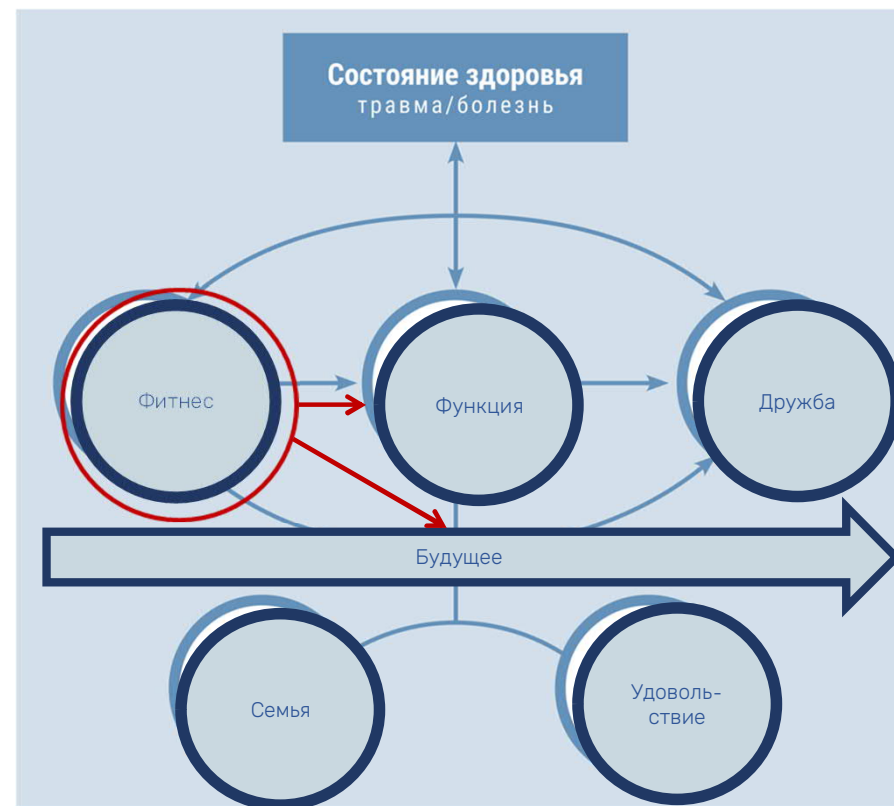 Состояние здоровья
травма/болезнь
Фитнес
Функция
Дружба
Будущее
Семья
Удоволь-
ствие